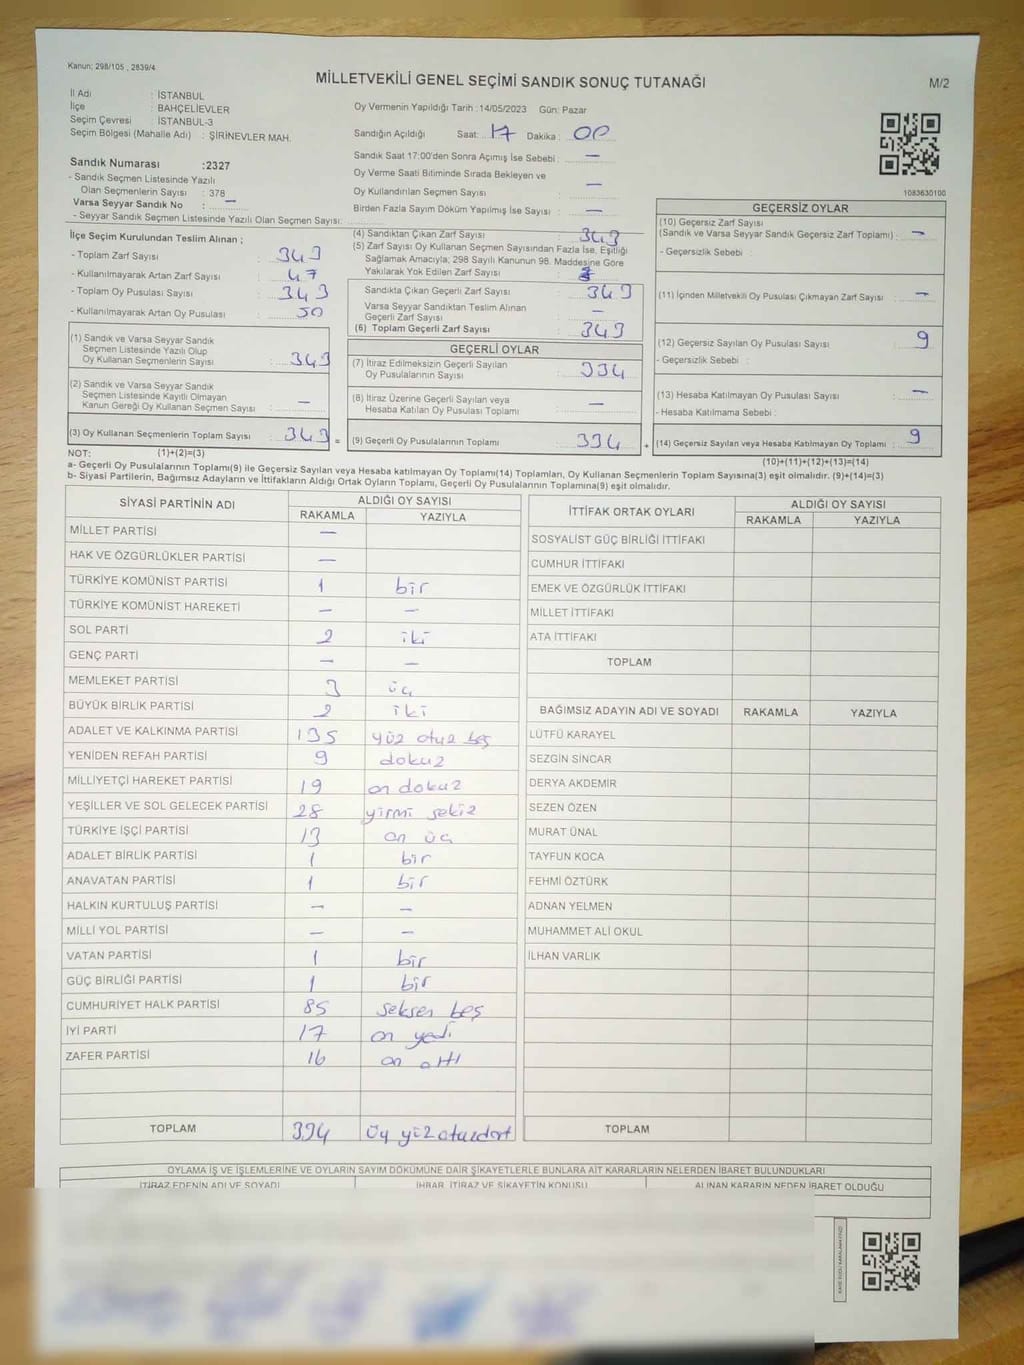 Kanun; 298/105 , 2839/4
MİLLETVEKİLİ GENEL SEÇİMİ SANDIK SONUÇ TUTANAĞI
M/2
İl Adı : İSTANBUL
İlçe : BAHÇELİEVLER
Seçim Çevresi : İSTANBUL-3
Seçim Bölgesi (Mahalle Adı) : ŞİRİNEVLER MAH.
Oy Vermenin Yapıldığı Tarih :14/05/2023 Gün: Pazar
Sandığın Açıldığı Saat: 17 Dakika : 00
Sandık Saat 17:00'den Sonra Açımış İse Sebebi : —
Oy Verme Saati Bitiminde Sırada Bekleyen ve
Oy Kullandırılan Seçmen Sayısı : —
Birden Fazla Sayım Döküm Yapılmış İse Sayısı : —
1083630100
Sandık Numarası :2327
- Sandık Seçmen Listesinde Yazılı
Olan Seçmenlerin Sayısı : 378
Varsa Seyyar Sandık No : —
- Seyyar Sandık Seçmen Listesinde Yazılı Olan Seçmen Sayısı:
İlçe Seçim Kurulundan Teslim Alınan ;
- Toplam Zarf Sayısı : 343
- Kullanılmayarak Artan Zarf Sayısı : 47
- Toplam Oy Pusulası Sayısı : 343
- Kullanılmayarak Artan Oy Pusulası : 50
(1) Sandık ve Varsa Seyyar Sandık
Seçmen Listesinde Yazılı Olup
Oy Kullanan Seçmenlerin Sayısı : 343
(2) Sandık ve Varsa Seyyar Sandık
Seçmen Listesinde Kayıtlı Olmayan
Kanun Gereği Oy Kullanan Seçmen Sayısı : —
(3) Oy Kullanan Seçmenlerin Toplam Sayısı : 343 =
(4) Sandıktan Çıkan Zarf Sayısı : 343
(5) Zarf Sayısı Oy Kullanan Seçmen Sayısından Fazla İse, Eşitliği
Sağlamak Amacıyla; 298 Sayılı Kanunun 98. Maddesine Göre
Yakılarak Yok Edilen Zarf Sayısı :
Sandıkta Çıkan Geçerli Zarf Sayısı : 343
Varsa Seyyar Sandıktan Teslim Alınan
Geçerli Zarf Sayısı : —
(6) Toplam Geçerli Zarf Sayısı : 343
GEÇERLİ OYLAR
(7) İtiraz Edilmeksizin Geçerli Sayılan
Oy Pusulalarının Sayısı : 334
(8) İtiraz Üzerine Geçerli Sayılan veya
Hesaba Katılan Oy Pusulası Toplamı : —
(9) Geçerli Oy Pusulalarının Toplamı : 334 +
GEÇERSİZ OYLAR
(10) Geçersiz Zarf Sayısı
(Sandık ve Varsa Seyyar Sandık Geçersiz Zarf Toplamı) : —
- Geçersizlik Sebebi :
(11) İçinden Milletvekili Oy Pusulası Çıkmayan Zarf Sayısı : —
(12) Geçersiz Sayılan Oy Pusulası Sayısı : 9
- Geçersizlik Sebebi :
(13) Hesaba Katılmayan Oy Pusulası Sayısı : —
- Hesaba Katılmama Sebebi :
(14) Geçersiz Sayılan veya Hesaba Katılmayan Oy Toplamı : 9
NOT: (1)+(2)=(3)
(10)+(11)+(12)+(13)=(14)
a- Geçerli Oy Pusulalarının Toplamı(9) ile Geçersiz Sayılan veya Hesaba katılmayan Oy Toplamı(14) Toplamları, Oy Kullanan Seçmenlerin Toplam Sayısına(3) eşit olmalıdır. (9)+(14)=(3)
b- Siyasi Partilerin, Bağımsız Adayların ve İttifakların Aldığı Ortak Oyların Toplamı, Geçerli Oy Pusulalarının Toplamına(9) eşit olmalıdır.
SİYASİ PARTİNİN ADI ALDIĞI OY SAYISI
RAKAMLA YAZIYLA
MİLLET PARTİSİ —
HAK VE ÖZGÜRLÜKLER PARTİSİ —
TÜRKİYE KOMÜNİST PARTİSİ 1 bir
TÜRKİYE KOMÜNİST HAREKETİ — —
SOL PARTİ 2 iki
GENÇ PARTİ — —
MEMLEKET PARTİSİ 3 üç
BÜYÜK BİRLİK PARTİSİ 2 iki
ADALET VE KALKINMA PARTİSİ 135 yüz otuz beş
YENİDEN REFAH PARTİSİ 9 dokuz
MİLLİYETÇİ HAREKET PARTİSİ 19 on dokuz
YEŞİLLER VE SOL GELECEK PARTİSİ 28 yirmi sekiz
TÜRKİYE İŞÇİ PARTİSİ 13 on üç
ADALET BİRLİK PARTİSİ 1 bir
ANAVATAN PARTİSİ 1 bir
HALKIN KURTULUŞ PARTİSİ — —
MİLLİ YOL PARTİSİ — —
VATAN PARTİSİ 1 bir
GÜÇ BİRLİĞİ PARTİSİ 1 bir
CUMHURİYET HALK PARTİSİ 85 seksen beş
İYİ PARTİ 17 on yedi
ZAFER PARTİSİ 16 on altı
TOPLAM 334 üç yüz otuzdört
İTTİFAK ORTAK OYLARI ALDIĞI OY SAYISI
RAKAMLA YAZIYLA
SOSYALİST GÜÇ BİRLİĞİ İTTİFAKI
CUMHUR İTTİFAKI
EMEK VE ÖZGÜRLÜK İTTİFAKI
MİLLET İTTİFAKI
ATA İTTİFAKI
TOPLAM
BAĞIMSIZ ADAYIN ADI VE SOYADI RAKAMLA YAZIYLA
LÜTFÜ KARAYEL
SEZGİN SİNCAR
DERYA AKDEMİR
SEZEN ÖZEN
MURAT ÜNAL
TAYFUN KOCA
FEHMİ ÖZTÜRK
ADNAN YELMEN
MUHAMMET ALİ OKUL
İLHAN VARLIK
TOPLAM
OYLAMA İŞ VE İŞLEMLERİNE VE OYLARIN SAYIM DÖKÜMÜNE DAİR ŞİKAYETLERLE BUNLARA AİT KARARLARIN NELERDEN İBARET BULUNDUKLARI
İTİRAZ EDENİN ADI VE SOYADI İHBAR, İTİRAZ VE ŞİKAYETİN KONUSU ALINAN KARARIN NEDEN İBARET OLDUĞU